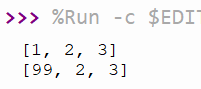 >>> %Run -c $EDIT
[1, 2, 3]
[99, 2, 3]